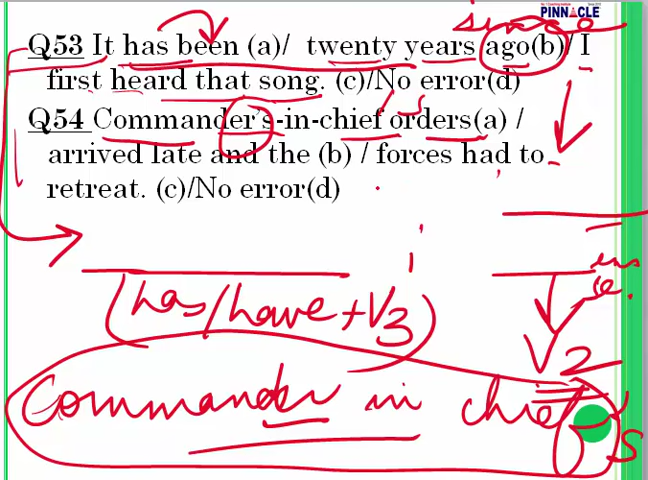 PINNACLE
since
Q53 It has been (a)/ twenty years ago(b)/ I
first heard that song. (c)/No error(d)
Q54 Commander's-in-chief orders(a) /
arrived late and the (b) / forces had to
retreat. (c)/No error(d)
(has/have + V3)
V2
Commander in chief's